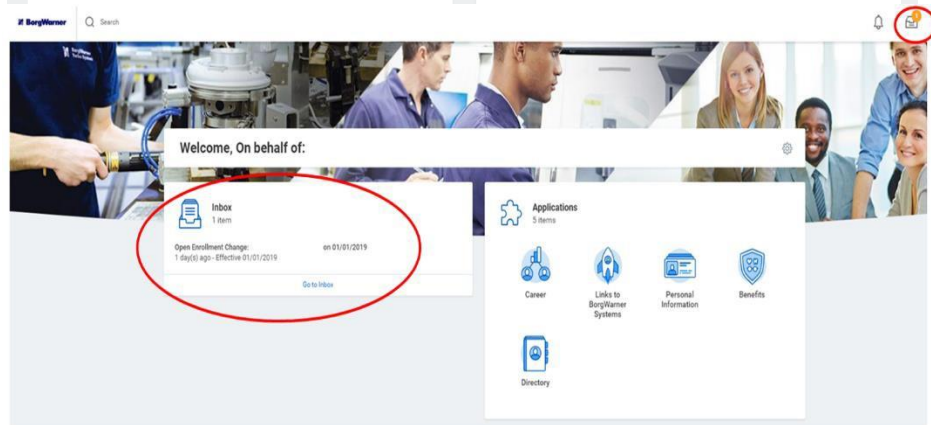 BorgWarner
Search
Welcome, On behalf of:
Inbox
1 item
Open Enrollment Change: on 01/01/2019
1 day(s) ago - Effective 01/01/2019
Go to Inbox
Applications
5 items
Career
Links to
BorgWarner
Systems
Personal
Information
Benefits
Directory